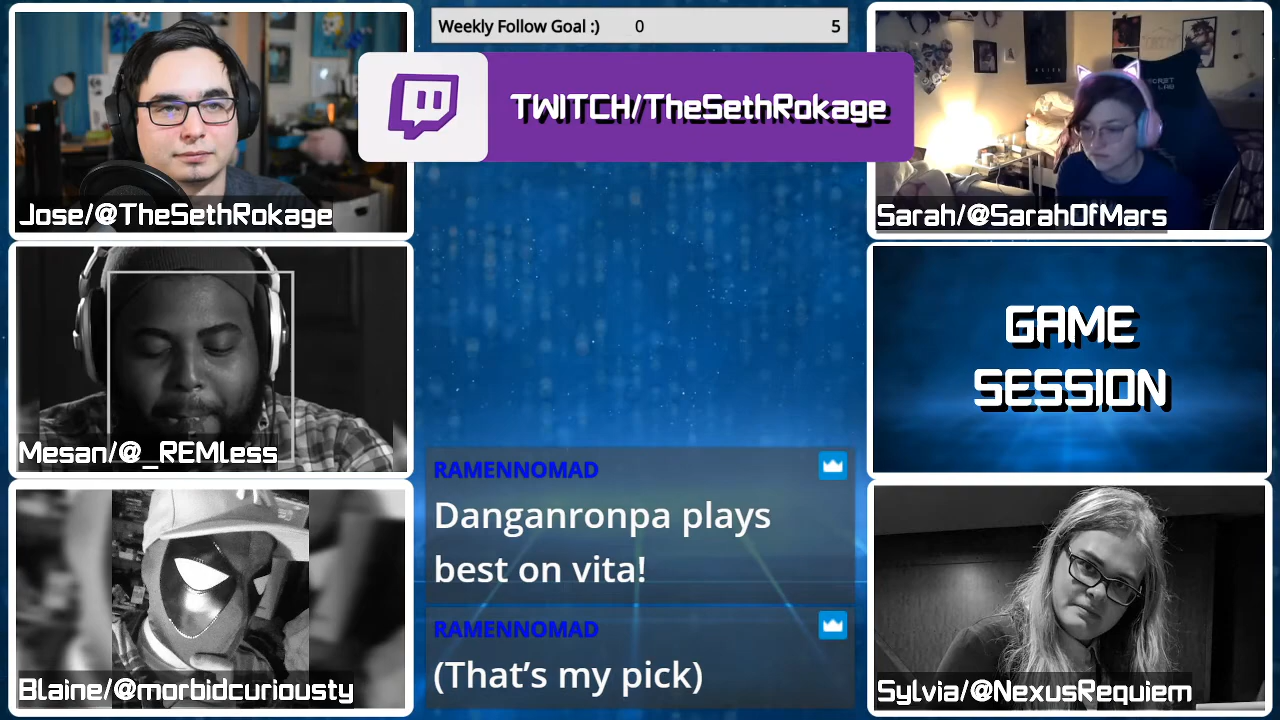 Weekly Follow Goal :) 0 5
TWITCH/TheSethRokage
Jose/@TheSethRokage
Sarah/@SarahOfMars
Mesan/@_REMless
GAME
SESSION
RAMENNOMAD
Danganronpa plays
best on vita!
RAMENNOMAD
(That's my pick)
Blaine/@morbidcuriousty
Sylvia/@NexusRequiem